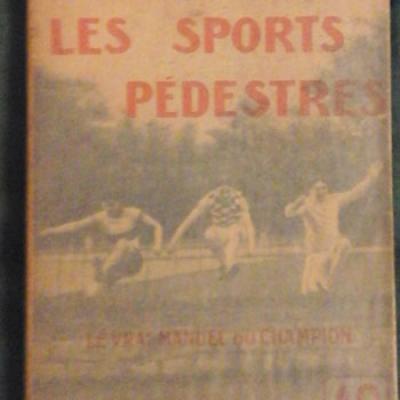 LES SPORTS
PÉDESTRES
LE VRAI MANUEL DU CHAMPION